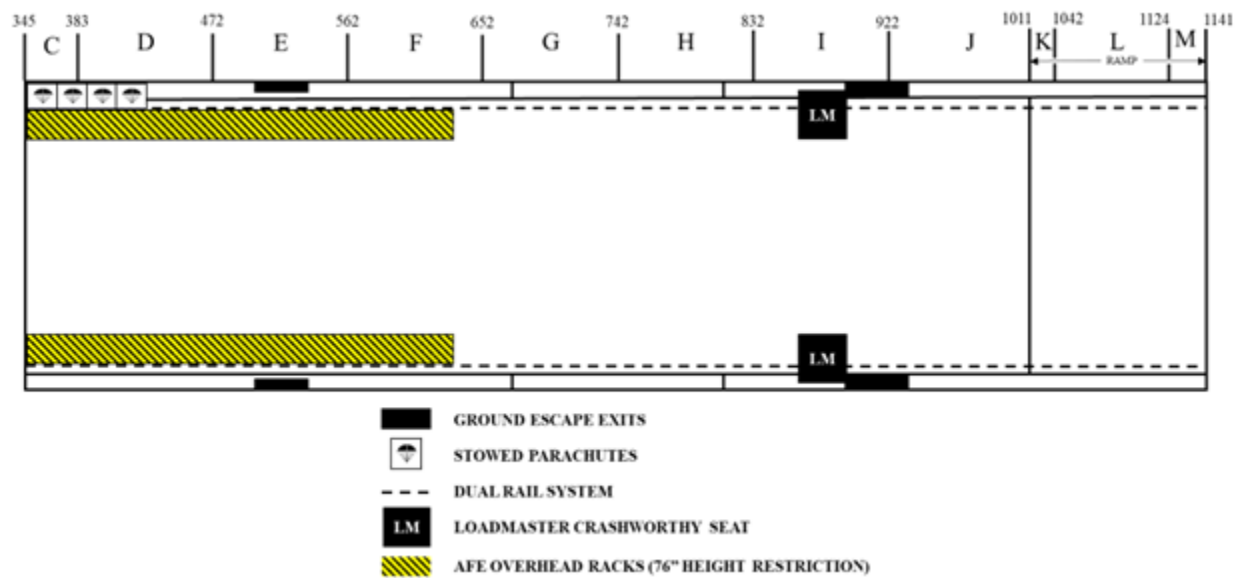 345 383 472 562 652 742 832 922 1011 1042 1124 1141
C D E F G H I J K L M
RAMP
LM
LM
GROUND ESCAPE EXITS
STOWED PARACHUTES
DUAL RAIL SYSTEM
LM LOADMASTER CRASHWORTHY SEAT
AFE OVERHEAD RACKS (76" HEIGHT RESTRICTION)